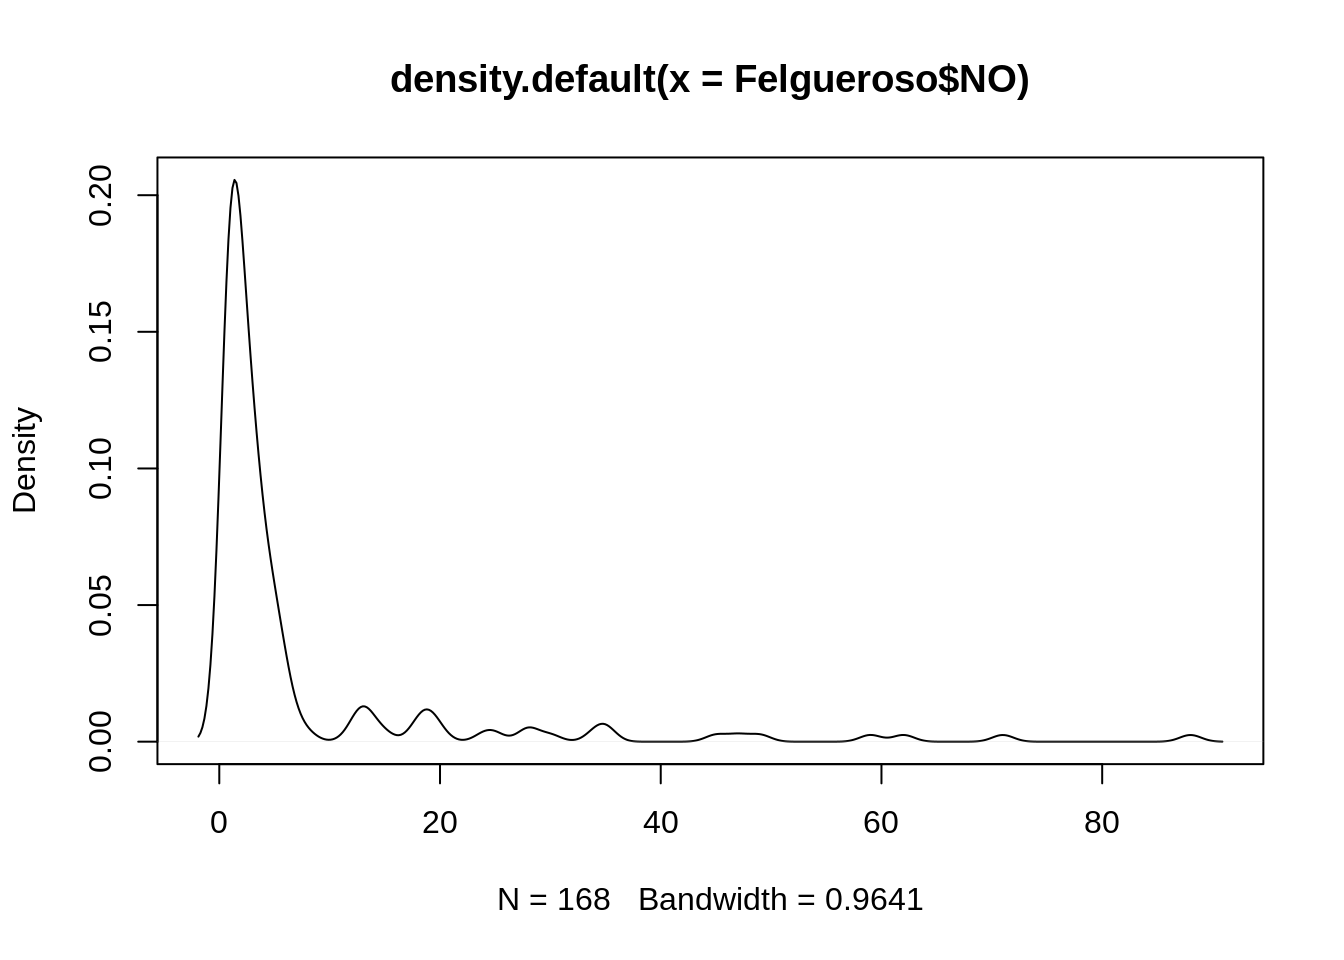 density.default(x = Felgueroso$NO)
Density
0.20
0.15
0.10
0.05
0.00
0 20 40 60 80
N = 168 Bandwidth = 0.9641